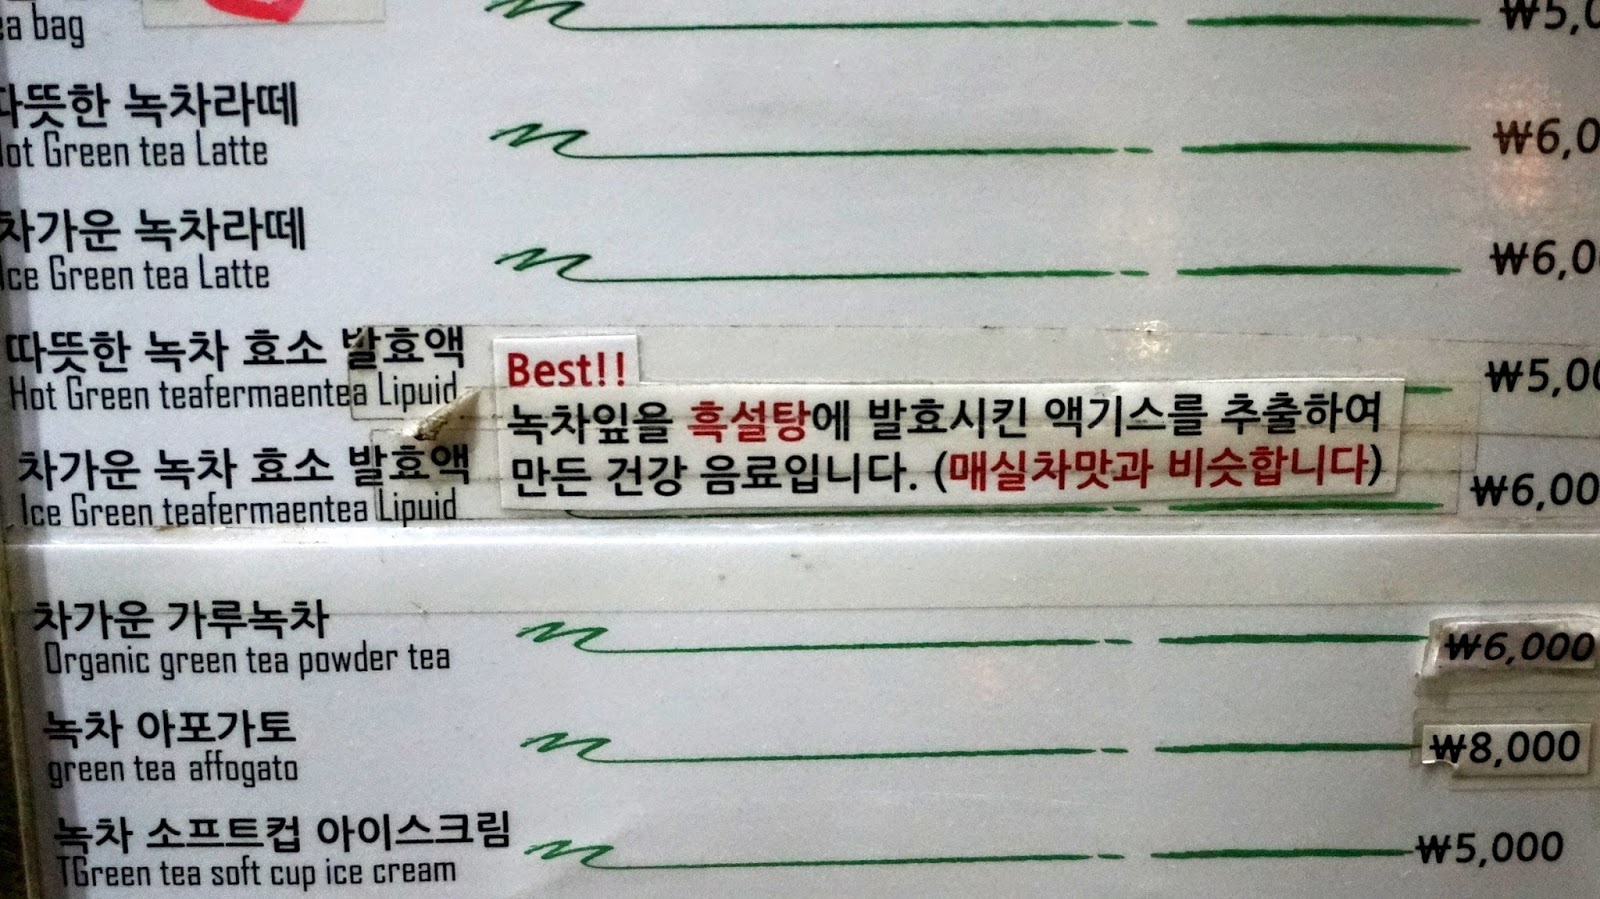 ea bag
₩5,0
따뜻한 녹차라떼
Hot Green tea Latte
₩6,0
차가운 녹차라떼
Ice Green tea Latte
₩6,0
따뜻한 녹차 효소 발효액
Hot Green teafermaentea Lipuid
₩5,00
Best!!
녹차잎을 흑설탕에 발효시킨 액기스를 추출하여
만든 건강 음료입니다. (매실차맛과 비슷합니다)
차가운 녹차 효소 발효액
Ice Green teafermaentea Lipuid
₩6,00
차가운 가루녹차
Organic green tea powder tea
₩6,000
녹차 아포가토
green tea affogato
₩8,000
녹차 소프트컵 아이스크림
TGreen tea soft cup ice cream
₩5,000